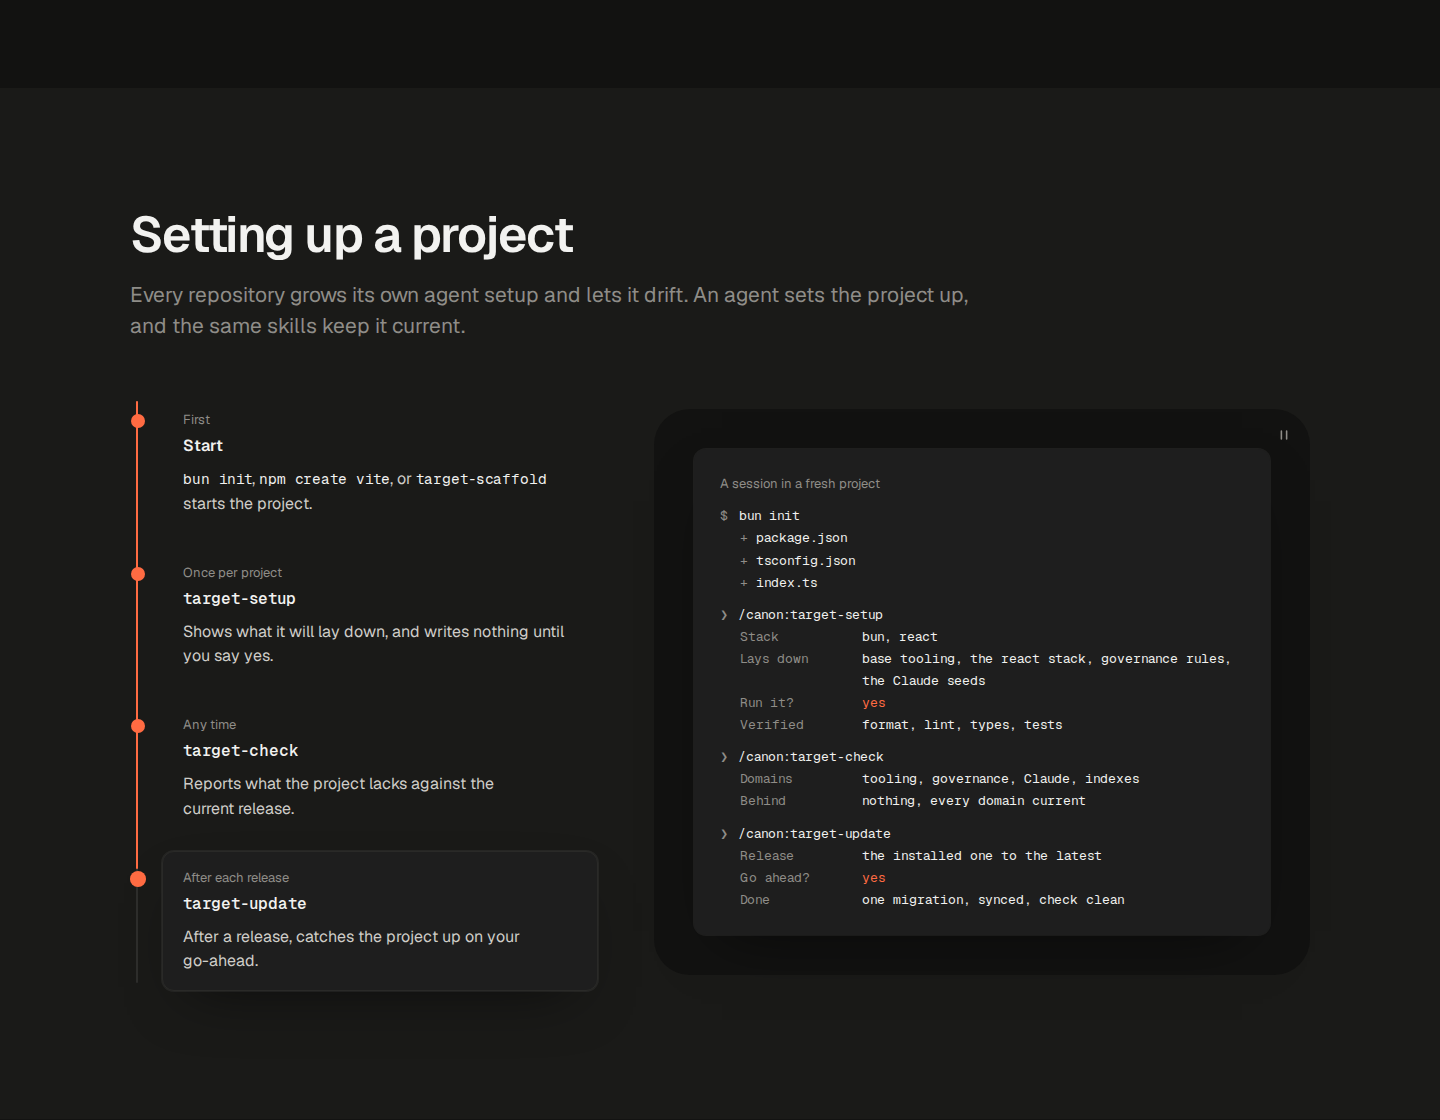 Setting up a project
Every repository grows its own agent setup and lets it drift. An agent sets the project up,
and the same skills keep it current.
First
Start
bun init, npm create vite, or target-scaffold
starts the project.
Once per project
target-setup
Shows what it will lay down, and writes nothing until
you say yes.
Any time
target-check
Reports what the project lacks against the
current release.
After each release
target-update
After a release, catches the project up on your
go-ahead.
A session in a fresh project
$ bun init
+ package.json
+ tsconfig.json
+ index.ts
❯ /canon:target-setup
Stack bun, react
Lays down base tooling, the react stack, governance rules,
the Claude seeds
Run it? yes
Verified format, lint, types, tests
❯ /canon:target-check
Domains tooling, governance, Claude, indexes
Behind nothing, every domain current
❯ /canon:target-update
Release the installed one to the latest
Go ahead? yes
Done one migration, synced, check clean